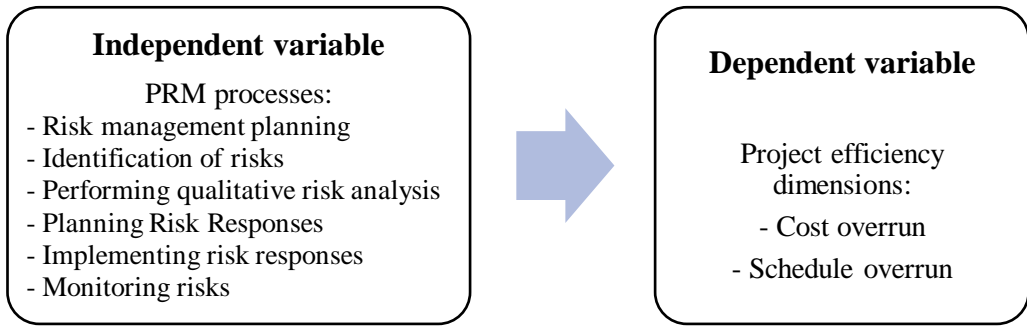 Independent variable
PRM processes:
- Risk management planning
- Identification of risks
- Performing qualitative risk analysis
- Planning Risk Responses
- Implementing risk responses
- Monitoring risks
Dependent variable
Project efficiency
dimensions:
- Cost overrun
- Schedule overrun